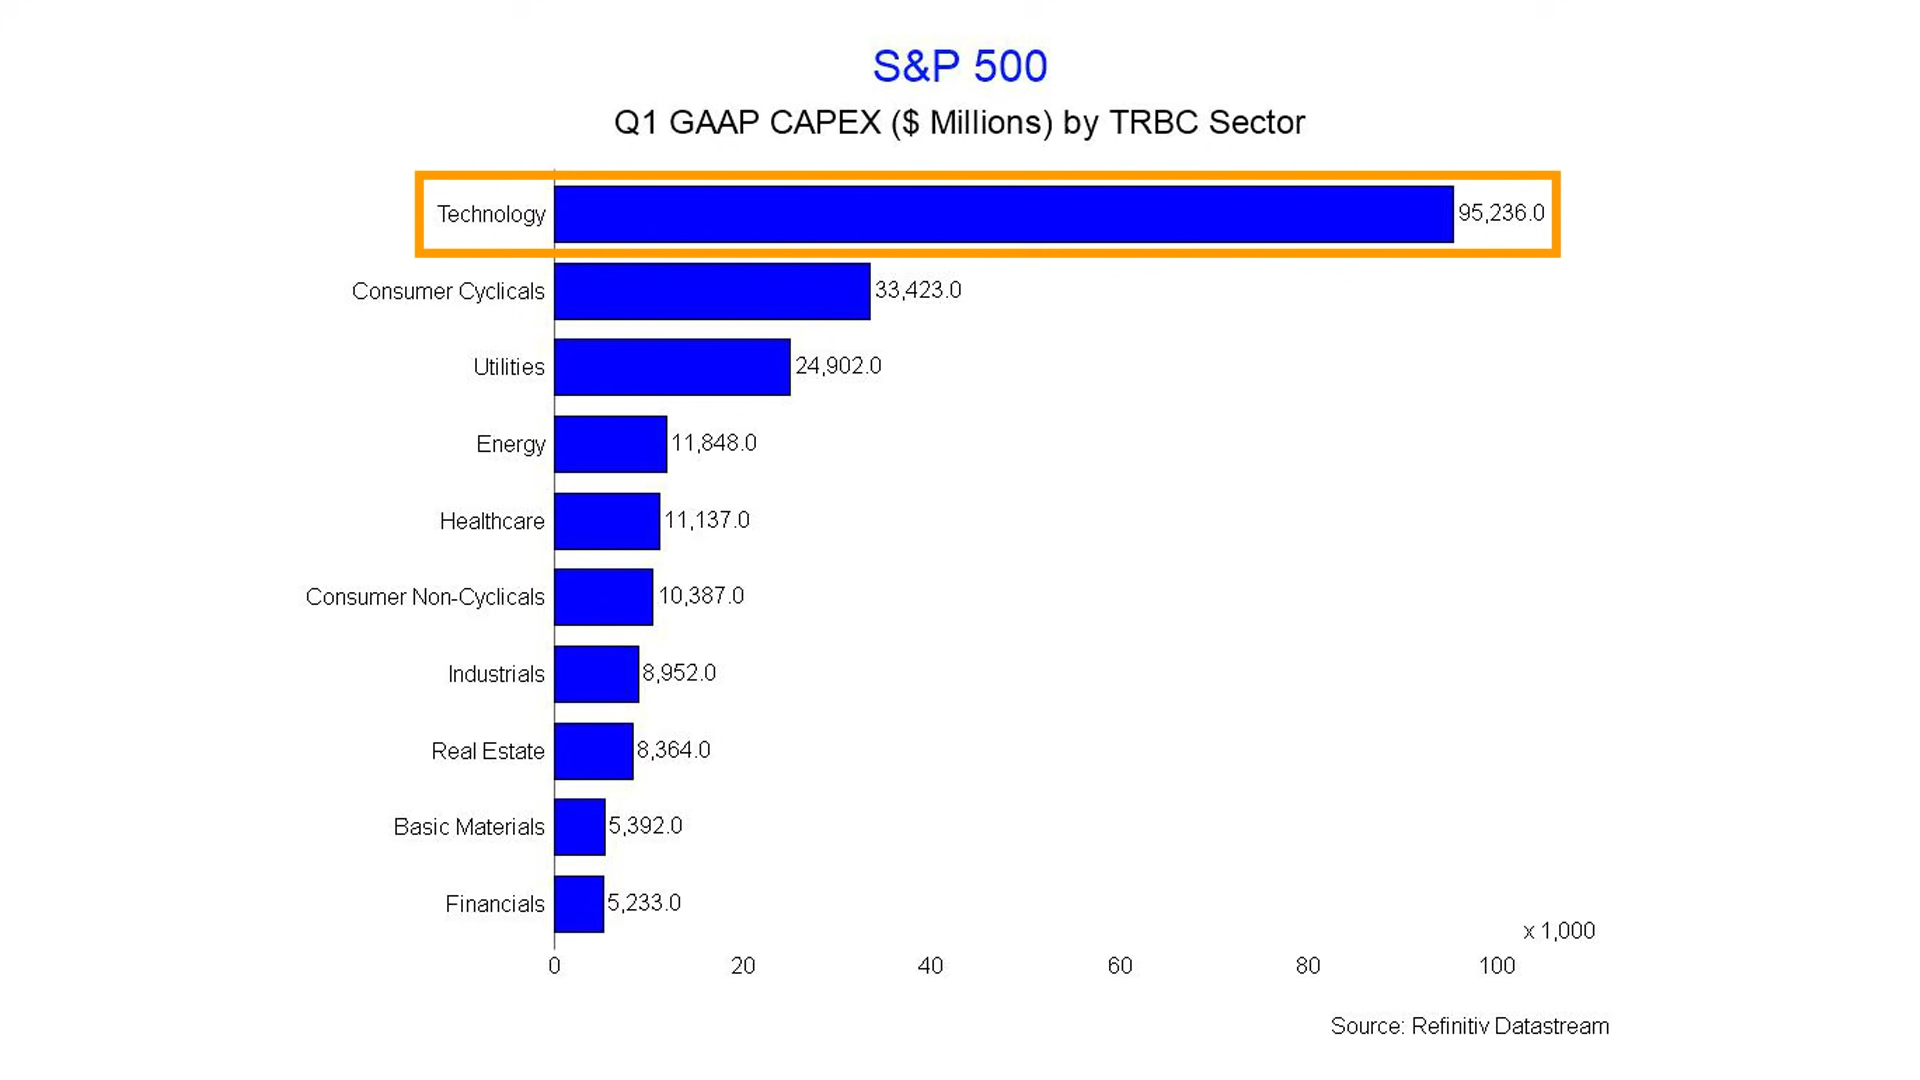 S&P 500
Q1 GAAP CAPEX ($ Millions) by TRBC Sector
Technology 95,236.0
Consumer Cyclicals 33,423.0
Utilities 24,902.0
Energy 11,848.0
Healthcare 11,137.0
Consumer Non-Cyclicals 10,387.0
Industrials 8,952.0
Real Estate 8,364.0
Basic Materials 5,392.0
Financials 5,233.0
x 1,000
0 20 40 60 80 100
Source: Refinitiv Datastream